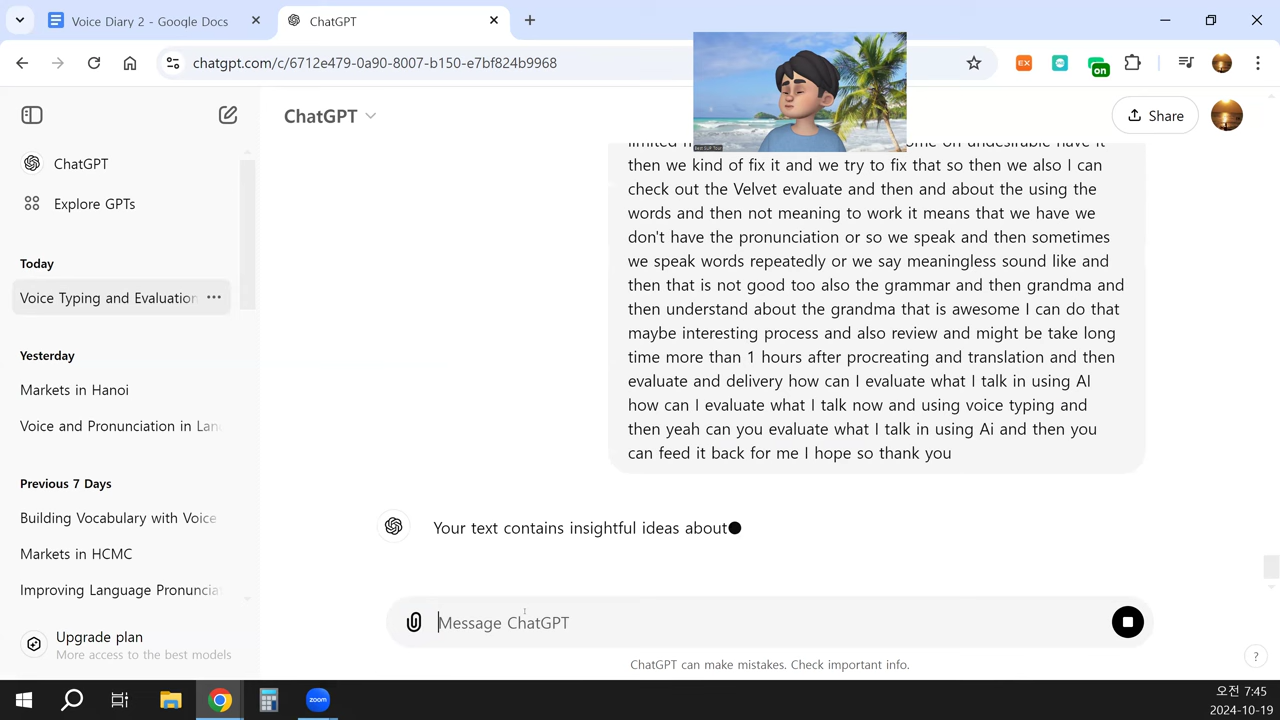 Voice Diary 2 - Google Docs
ChatGPT
chatgpt.com/c/6712e479-0a90-8007-b150-e7bf824b9968
EX
on
ChatGPT
Share
ChatGPT
Explore GPTs
Today
Voice Typing and Evaluation
Yesterday
Markets in Hanoi
Voice and Pronunciation in Lan
Previous 7 Days
Building Vocabulary with Voice
Markets in HCMC
Improving Language Pronuncia
Upgrade plan
More access to the best models
on undesirable have it
then we kind of fix it and we try to fix that so then we also I can
check out the Velvet evaluate and then and about the using the
words and then not meaning to work it means that we have we
don't have the pronunciation or so we speak and then sometimes
we speak words repeatedly or we say meaningless sound like and
then that is not good too also the grammar and then grandma and
then understand about the grandma that is awesome I can do that
maybe interesting process and also review and might be take long
time more than 1 hours after procreating and translation and then
evaluate and delivery how can I evaluate what I talk in using AI
how can I evaluate what I talk now and using voice typing and
then yeah can you evaluate what I talk in using Ai and then you
can feed it back for me I hope so thank you
Your text contains insightful ideas about
Message ChatGPT
ChatGPT can make mistakes. Check important info.
?
zoom
오전 7:45
2024-10-19